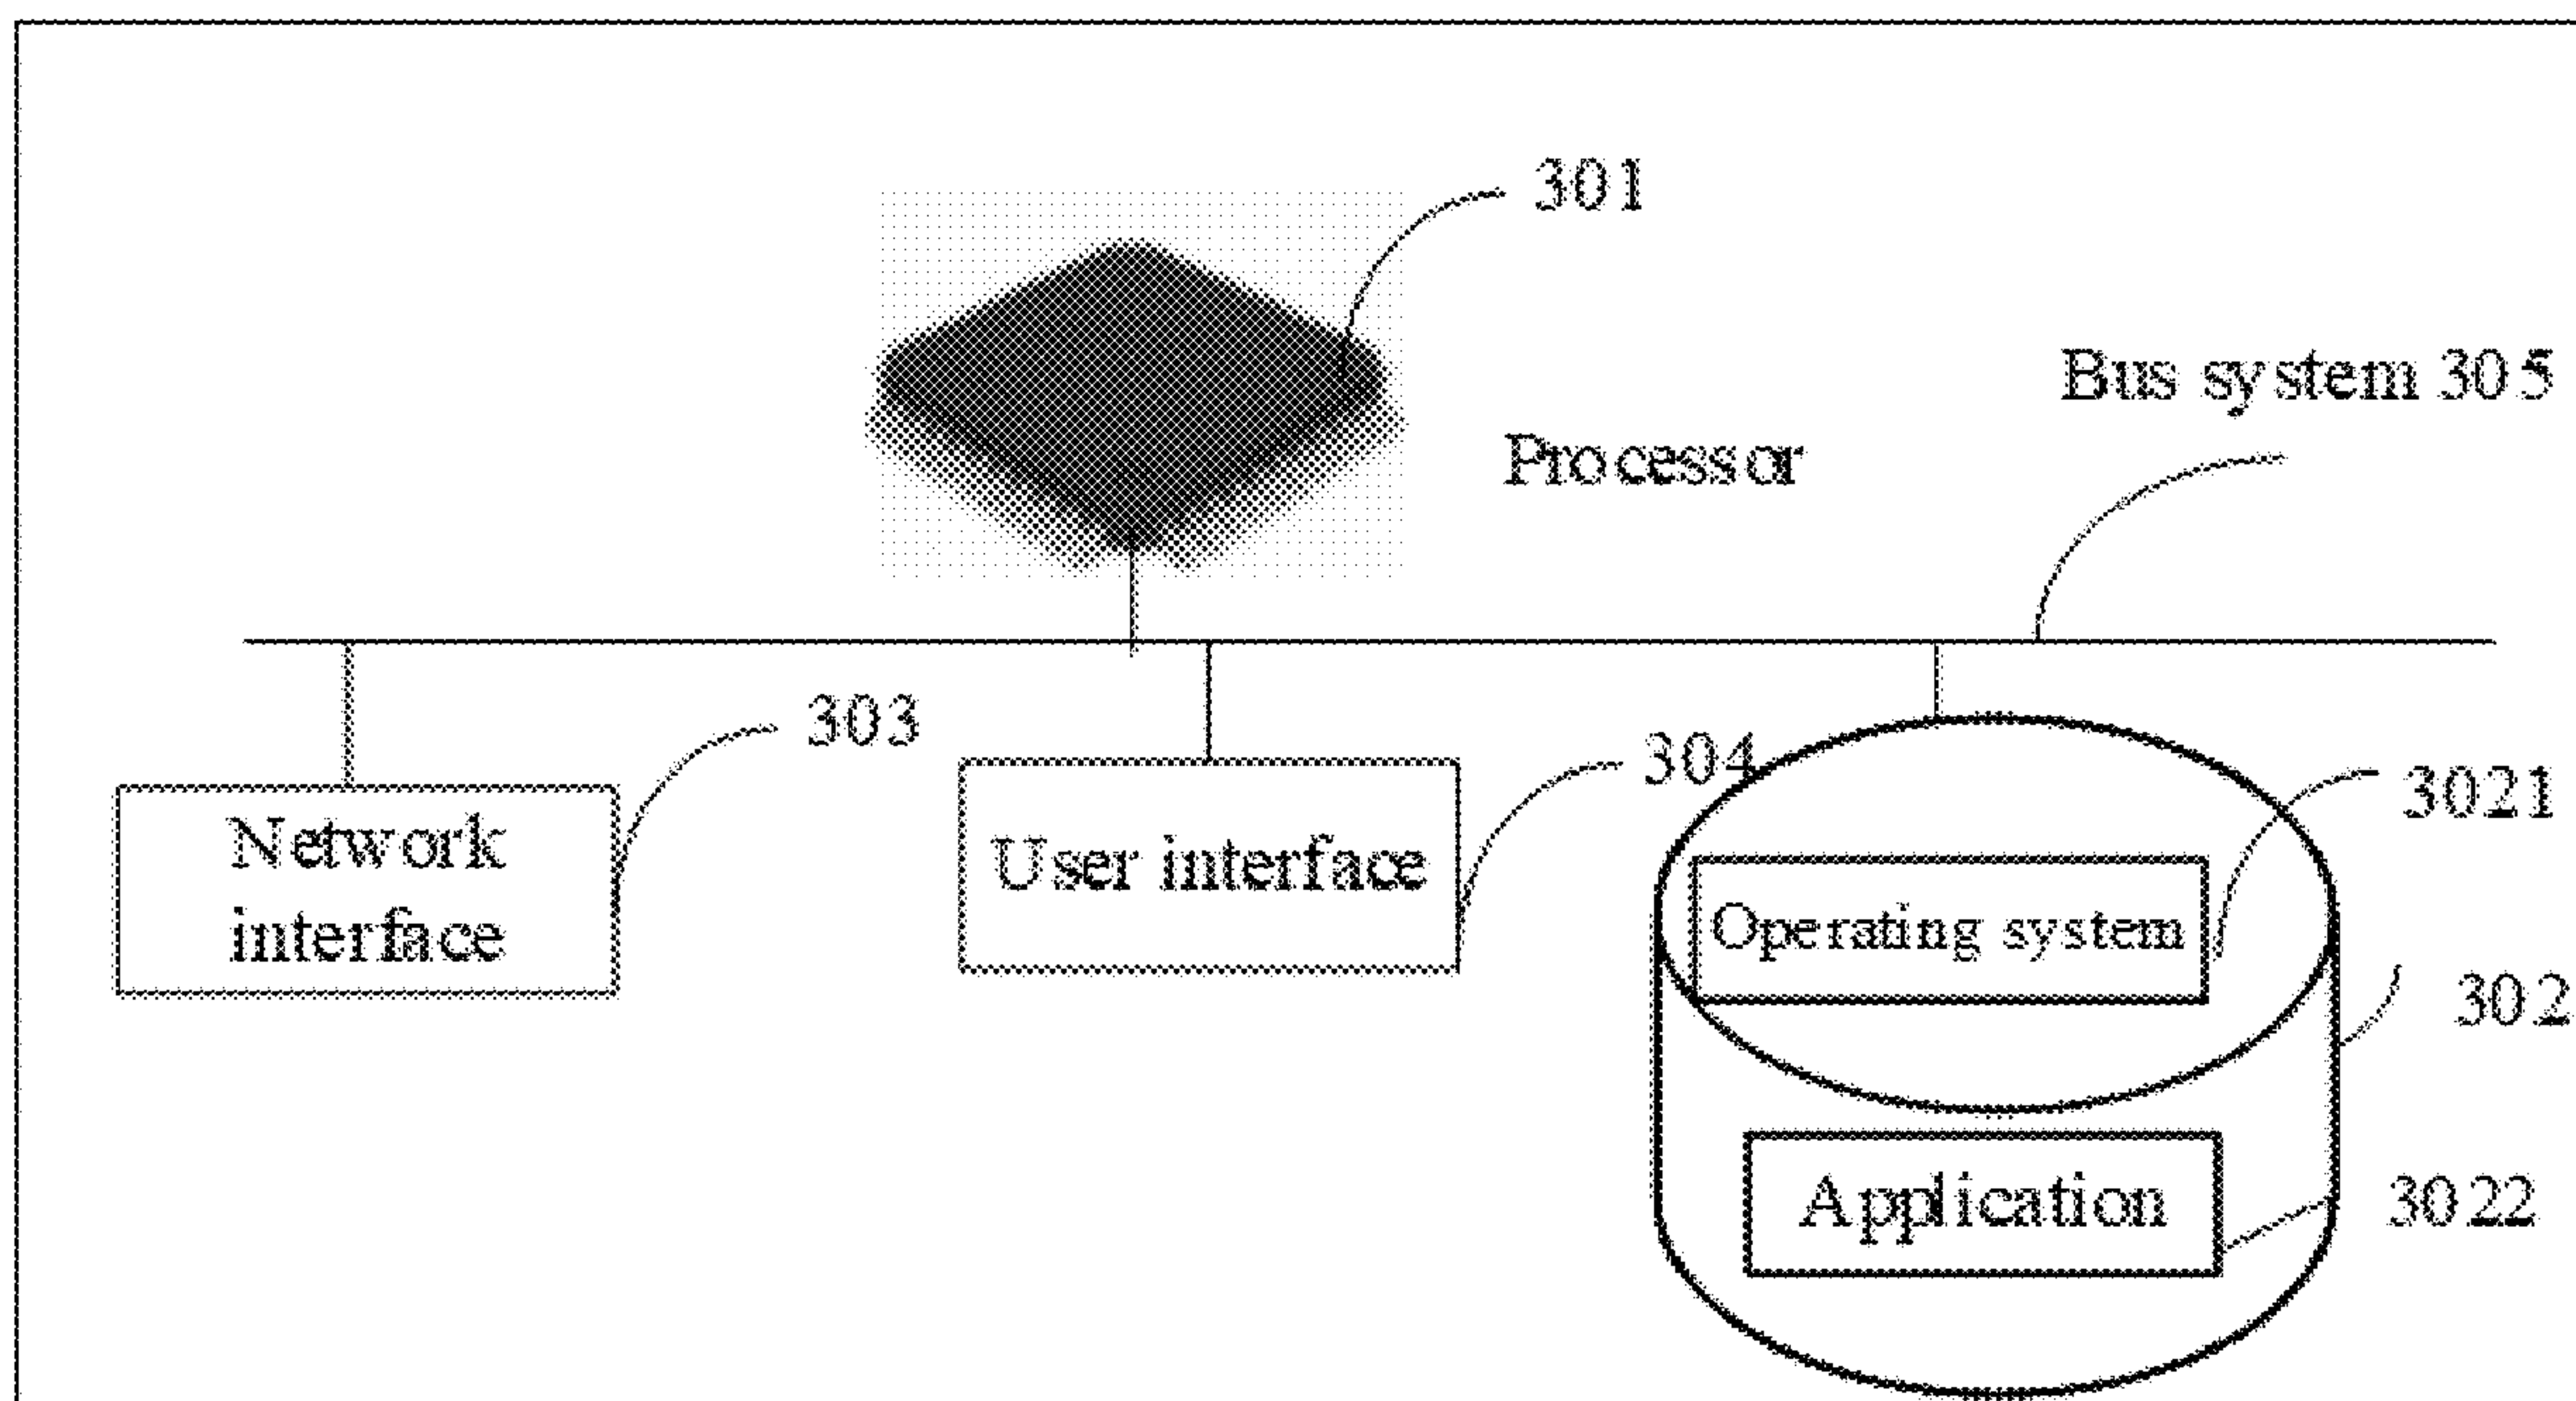 301
Bus system 305
Processor
303
304
3021
Network
interface
User interface
Operating system
302
Application
3022